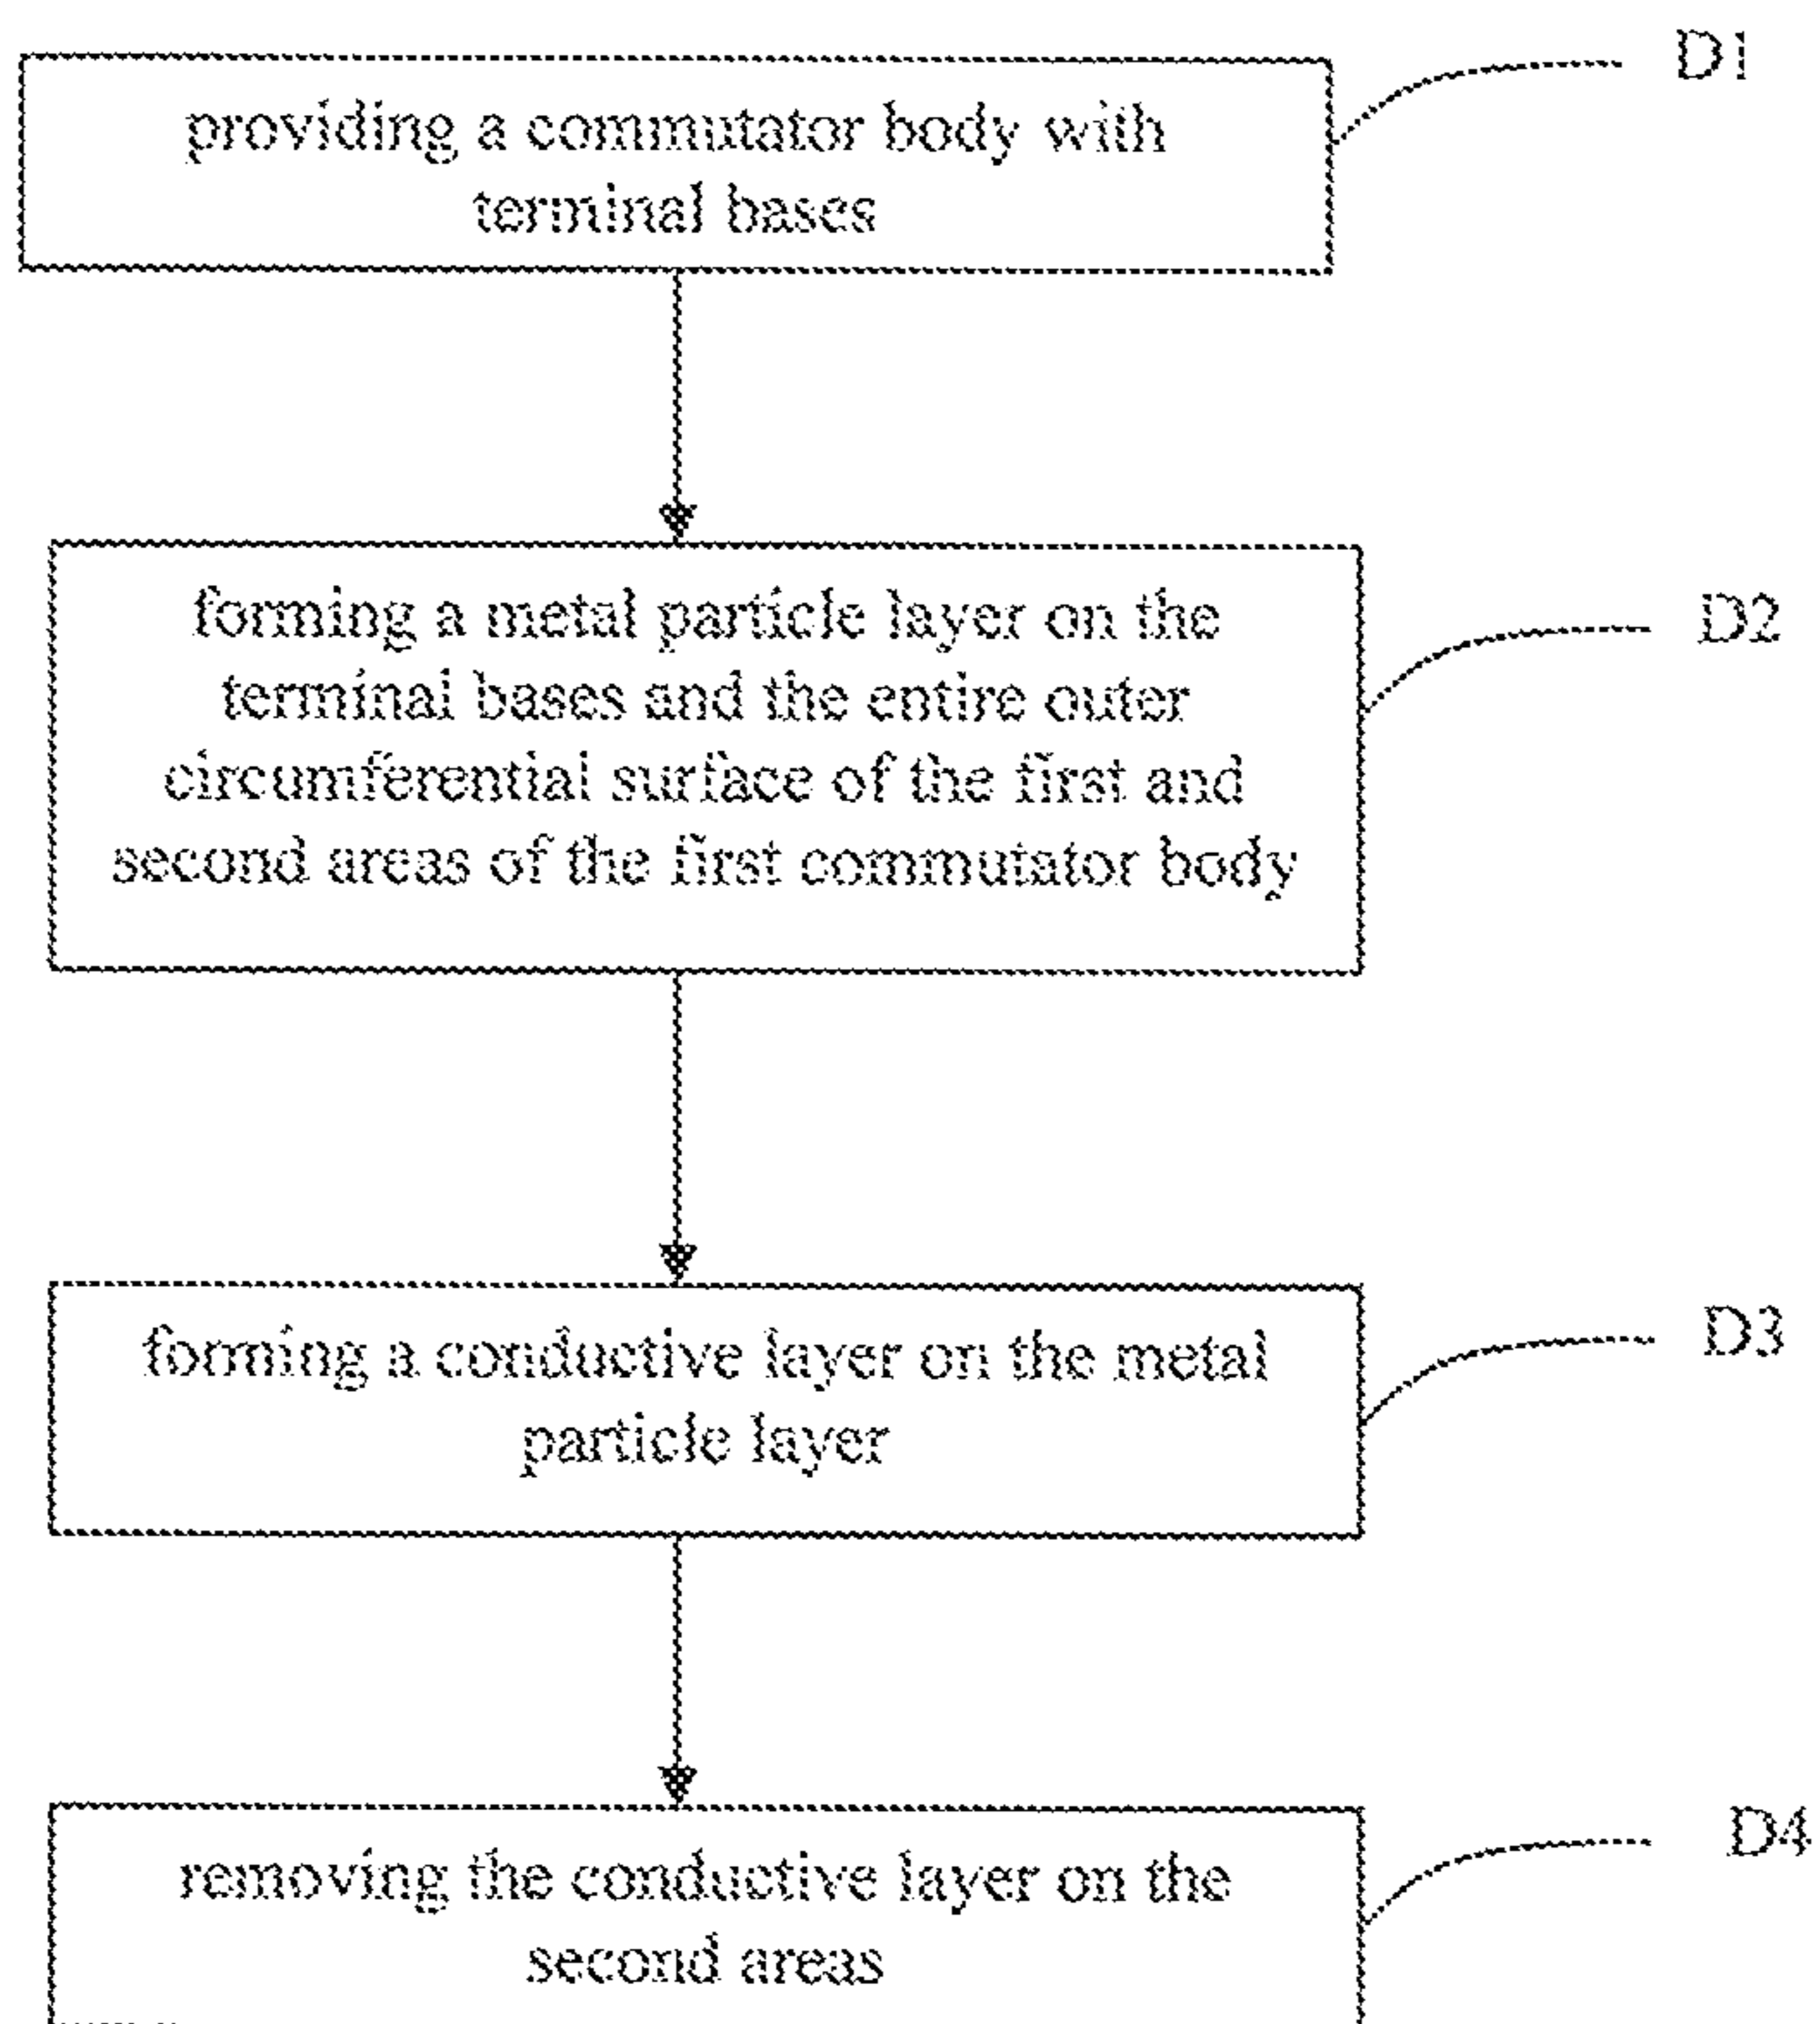 D1
providing a commutator body with
terminal bases
D2
forming a metal particle layer on the
terminal bases and the entire outer
circumferential surface of the first and
second areas of the first commutator body
D3
forming a conductive layer on the metal
particle layer
D4
removing the conductive layer on the
second areas